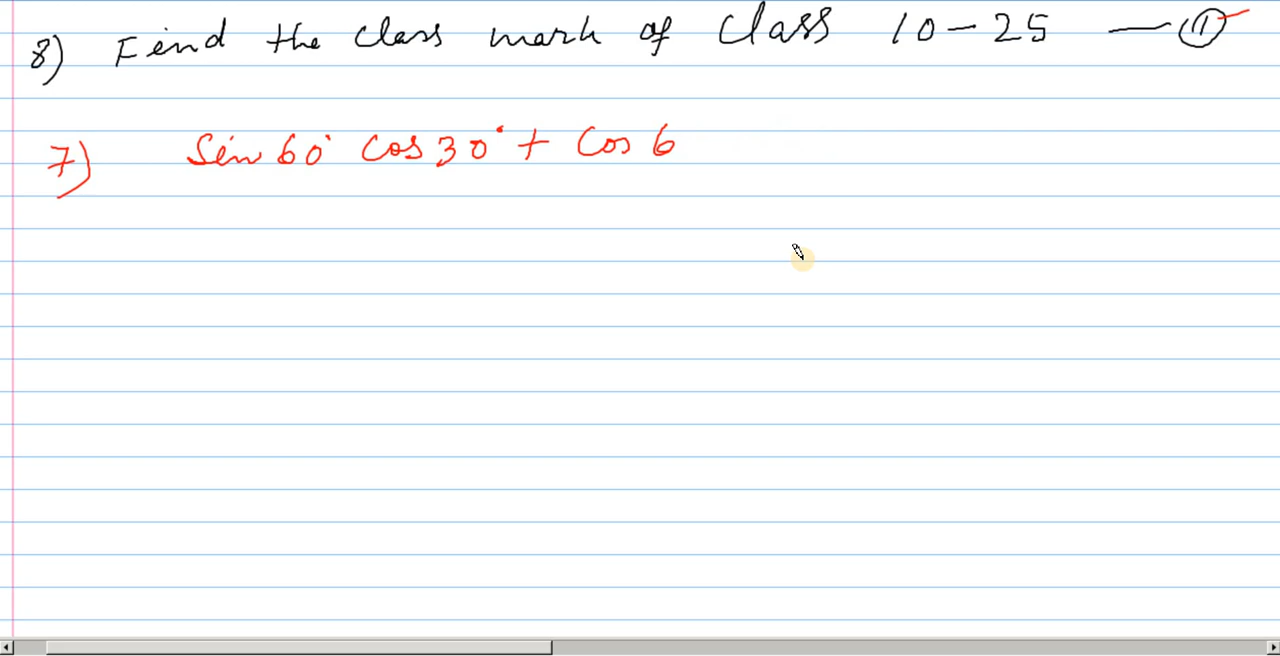 8) Find the class mark of class 10-25 — ①
7) Sin 60° cos 30° + cos 6